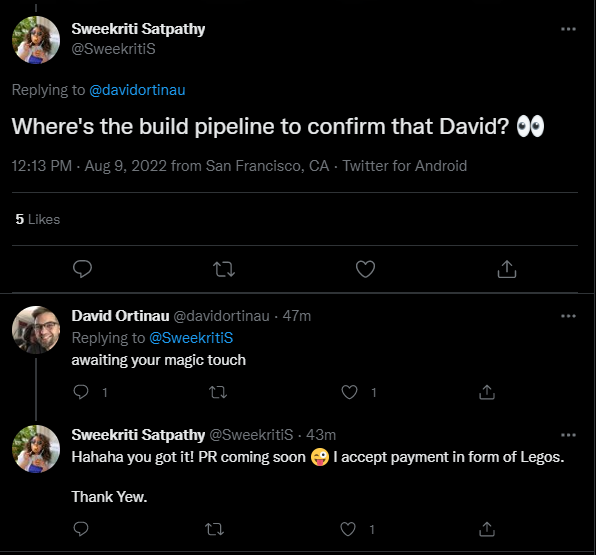 Sweekriti Satpathy
@SweekritiS
Replying to @davidortinau
Where's the build pipeline to confirm that David? 👀
12:13 PM · Aug 9, 2022 from San Francisco, CA · Twitter for Android
5 Likes
David Ortinau @davidortinau · 47m
Replying to @SweekritiS
awaiting your magic touch
1 1
Sweekriti Satpathy @SweekritiS · 43m
Hahaha you got it! PR coming soon 😜 I accept payment in form of Legos.
Thank Yew.
1